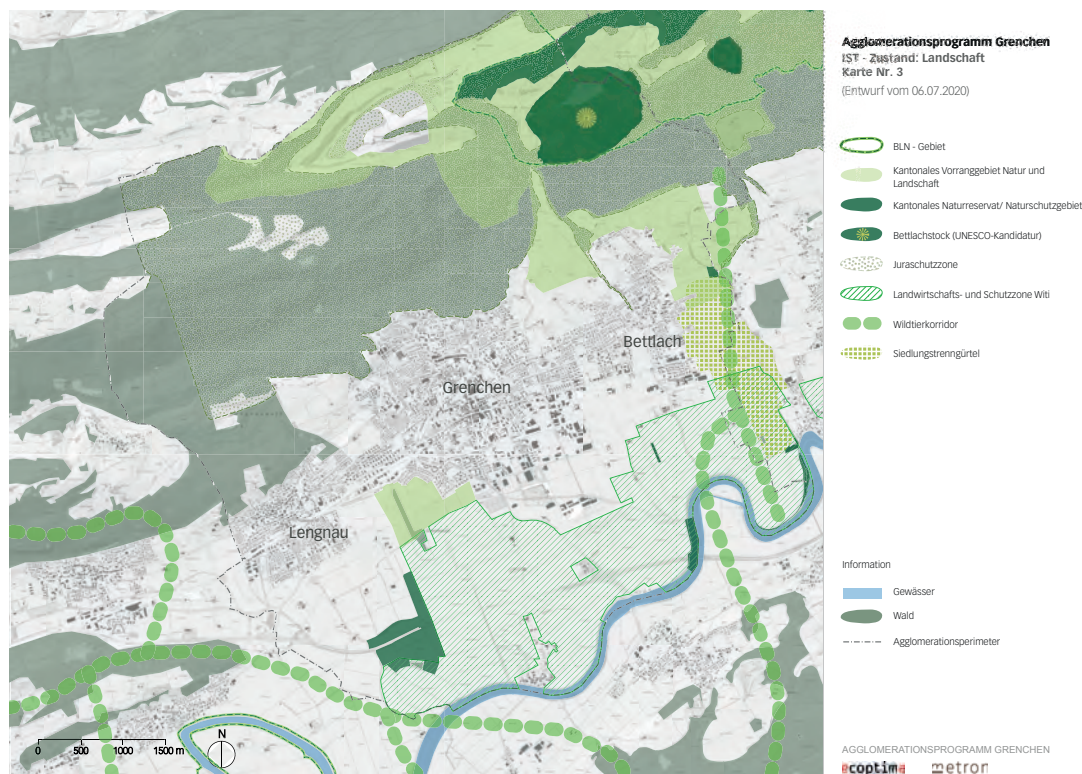 Agglomerationsprogramm Grenchen
IST - Zustand: Landschaft
Karte Nr. 3
(Entwurf vom 06.07.2020)
BLN - Gebiet
Kantonales Vorranggebiet Natur und
Landschaft
Kantonales Naturreservat/ Naturschutzgebiet
Bettlachstock (UNESCO-Kandidatur)
Juraschutzzone
Landwirtschafts- und Schutzzone Witi
Wildtierkorridor
Siedlungstrenngürtel
Bettlach
Grenchen
Lengnau
Information
Gewässer
Wald
Agglomerationsperimeter
N
0 500 1000 1500 m
AGGLOMERATIONSPROGRAMM GRENCHEN
ecoptima metron